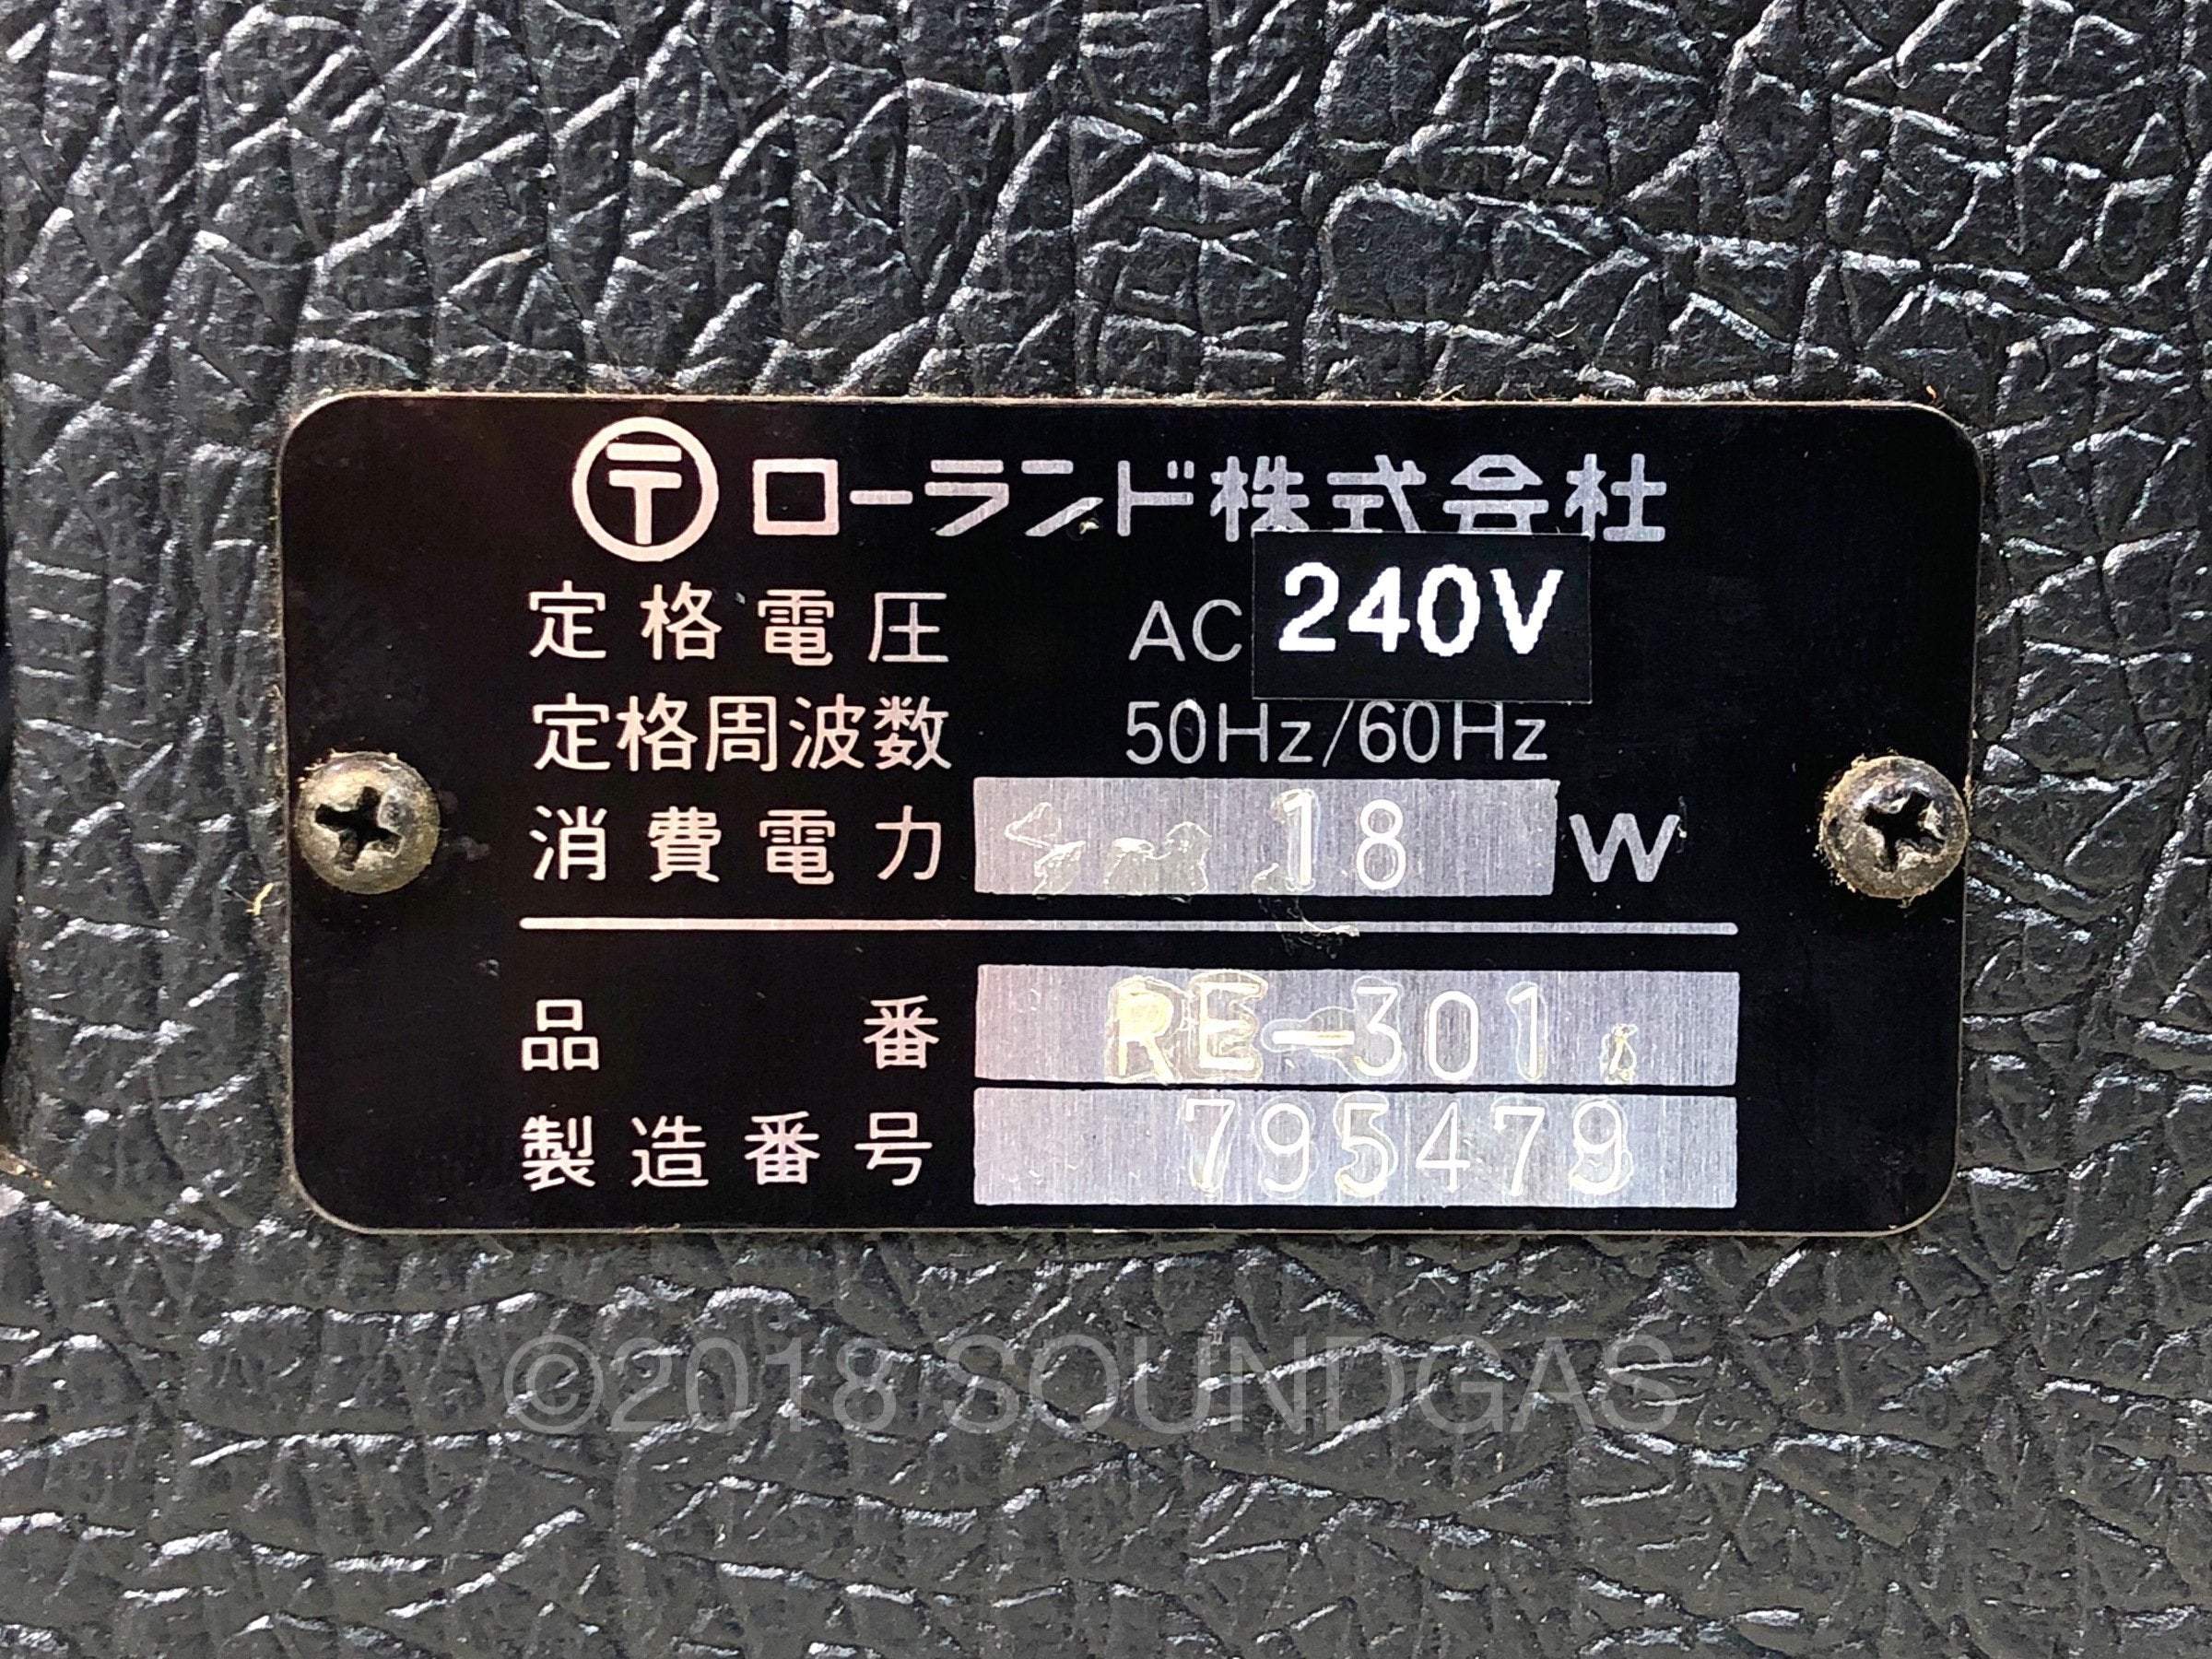 〒 ローランド株式会社
定格電圧 AC 240V
定格周波数 50Hz/60Hz
消費電力 18 W
品番 RE-301
製造番号 795479
©2018 SOUNDGAS